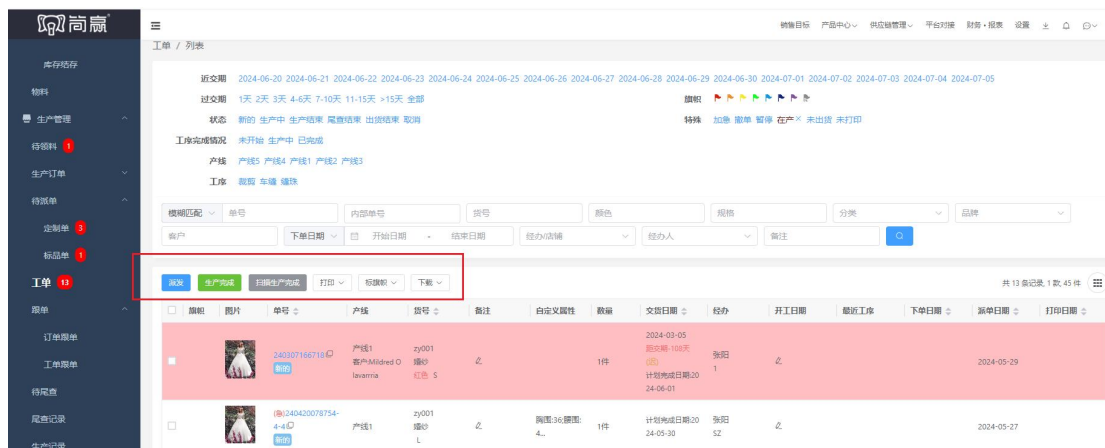 简赢
销售目标 产品中心 供应链管理 平台对接 财务·报表 设置
工单 / 列表
库存结存
物料
生产管理
待领料 1
生产订单
待派单
定制单 3
标品单 1
工单 13
跟单
订单跟单
工单跟单
待尾查
尾查记录
生产记录
近交期 2024-06-20 2024-06-21 2024-06-22 2024-06-23 2024-06-24 2024-06-25 2024-06-26 2024-06-27 2024-06-28 2024-06-29 2024-06-30 2024-07-01 2024-07-02 2024-07-03 2024-07-04 2024-07-05
过交期 1天 2天 3天 4-6天 7-10天 11-15天 >15天 全部 旗帜
状态 新的 生产中 生产结束 尾查结束 出货结束 取消 特殊 加急 撤单 暂停 在产× 未出货 未打印
工序完成情况 未开始 生产中 已完成
产线 产线5 产线4 产线1 产线2 产线3
工序 裁剪 车缝 缝珠
模糊匹配 单号 内部单号 货号 颜色 规格 分类 品牌
客户 下单日期 开始日期 - 结束日期 经办/店铺 经办人 备注
派发 生产完成 扫描生产完成 打印 标旗帜 下载 共 13 条记录, 1 款, 45 件
旗帜 图片 单号 产线 货号 备注 自定义属性 数量 交货日期 经办 开工日期 最近工序 下单日期 派单日期 打印日期
240307166718
新的
产线1
客户:Mildred O
lavarria
zy001
婚纱
红色 S
1件
2024-03-05
距交期-108天
计划完成日期:20
24-06-01
张阳
1
2024-05-29
(急)240420078754-
4-4
新的
产线1
zy001
婚纱
L
胸围:36;腰围:
4...
1件
计划完成日期:20
24-05-30
张阳
SZ
2024-05-27